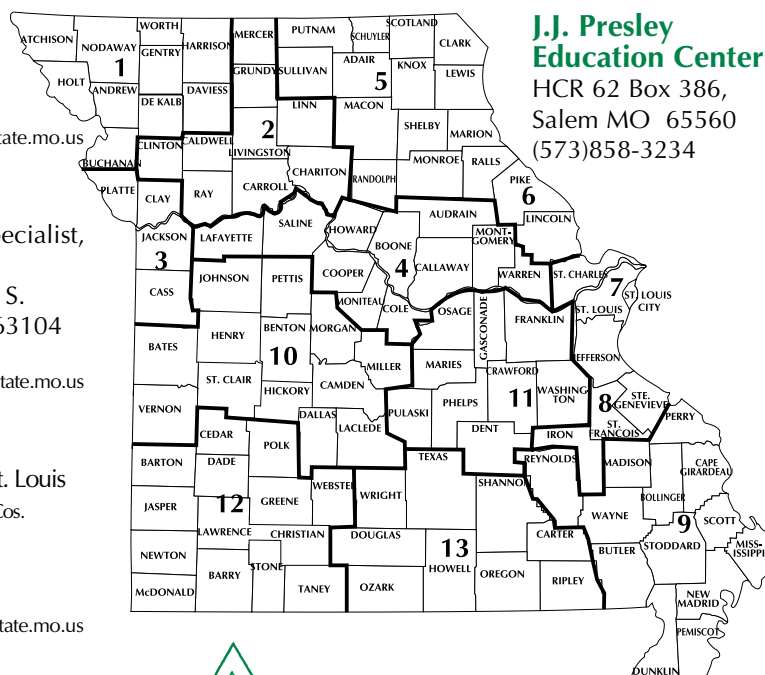 J.J. Presley
Education Center
HCR 62 Box 386,
Salem MO  65560
(573)858-3234
tate.mo.us
ecialist,
S.
63104
tate.mo.us
t. Louis
Cos.
tate.mo.us
ATCHISON
NODAWAY
WORTH
GENTRY
HARRISON
MERCER
PUTNAM
SCHUYLER
SCOTLAND
CLARK
HOLT
1
ANDREW
DE KALB
DAVIESS
GRUNDY
SULLIVAN
ADAIR
5
KNOX
LEWIS
LINN
MACON
SHELBY
MARION
BUCHANAN
CLINTON
CALDWELL
2
LIVINGSTON
CHARITON
RANDOLPH
MONROE
RALLS
PLATTE
CLAY
RAY
CARROLL
PIKE
6
LINCOLN
JACKSON
3
CASS
LAFAYETTE
SALINE
HOWARD
BOONE
4
AUDRAIN
CALLAWAY
MONT-
GOMERY
WARREN
ST. CHARLES
7
ST. LOUIS
ST. LOUIS
CITY
JOHNSON
PETTIS
COOPER
MONITEAU
COLE
OSAGE
GASCONADE
FRANKLIN
JEFFERSON
BATES
HENRY
BENTON
MORGAN
10
MILLER
MARIES
CRAWFORD
11
WASHING-
TON
8
STE.
GENEVIEVE
PERRY
ST.
FRANCOIS
ST. CLAIR
HICKORY
CAMDEN
PULASKI
PHELPS
DENT
IRON
VERNON
CEDAR
POLK
DALLAS
LACLEDE
TEXAS
SHANNON
REYNOLDS
MADISON
CAPE
GIRARDEAU
BOLLINGER
BARTON
DADE
12
GREENE
WEBSTER
WRIGHT
WAYNE
9
SCOTT
MISS-
ISSIPPI
JASPER
LAWRENCE
CHRISTIAN
DOUGLAS
13
HOWELL
CARTER
BUTLER
STODDARD
NEWTON
BARRY
STONE
TANEY
OZARK
OREGON
RIPLEY
NEW
MADRID
McDONALD
PEMISCOT
DUNKLIN